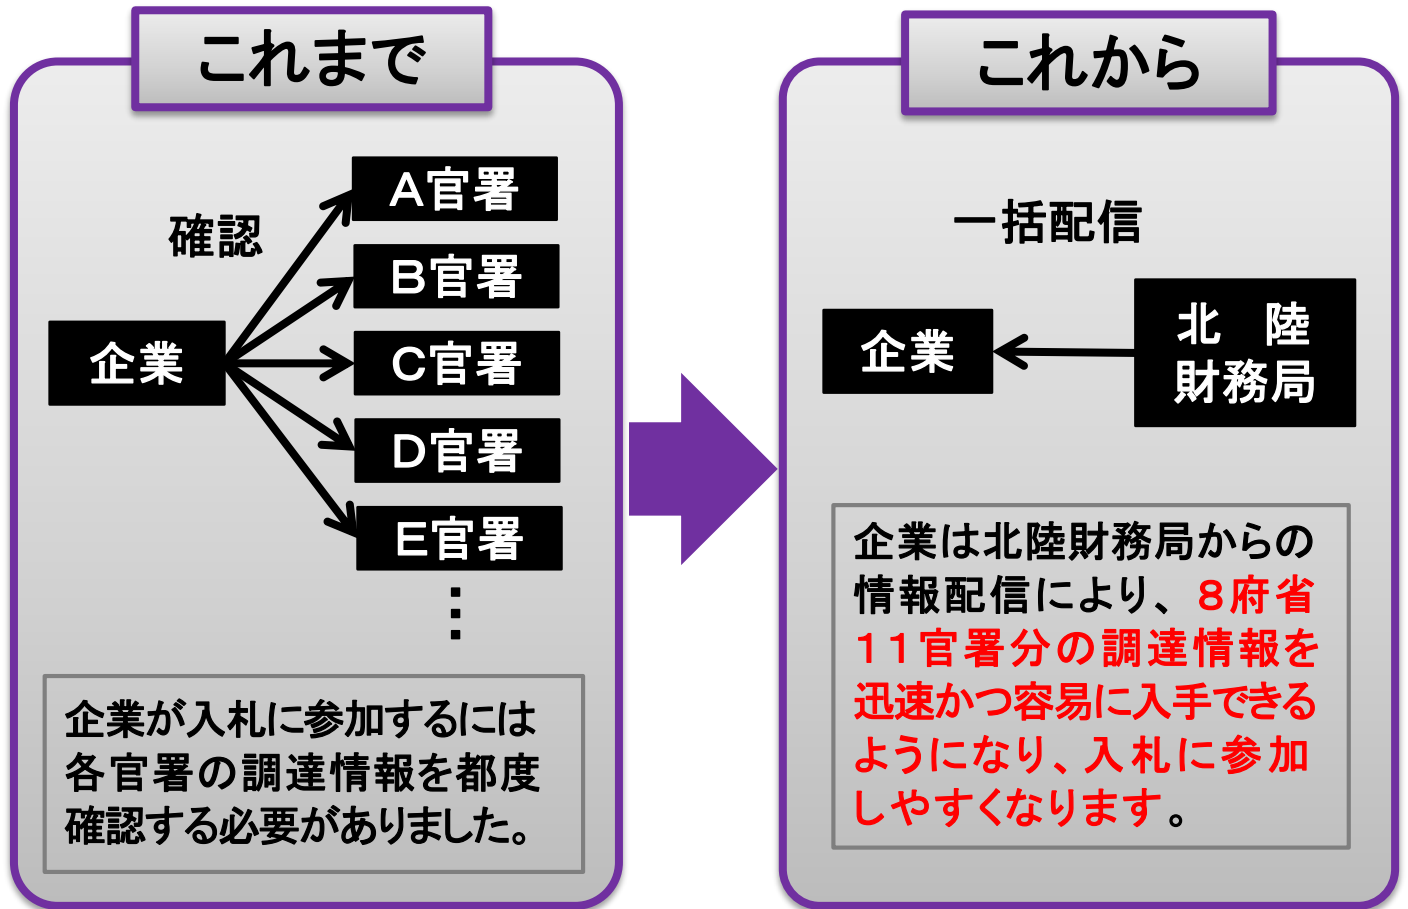 これまで
確認
企業
Ａ官署
Ｂ官署
Ｃ官署
Ｄ官署
Ｅ官署
⋮
企業が入札に参加するには
各官署の調達情報を都度
確認する必要がありました。
これから
一括配信
企業
北　陸
財務局
企業は北陸財務局からの
情報配信により、８府省
１１官署分の調達情報を
迅速かつ容易に入手できる
ようになり、入札に参加
しやすくなります。